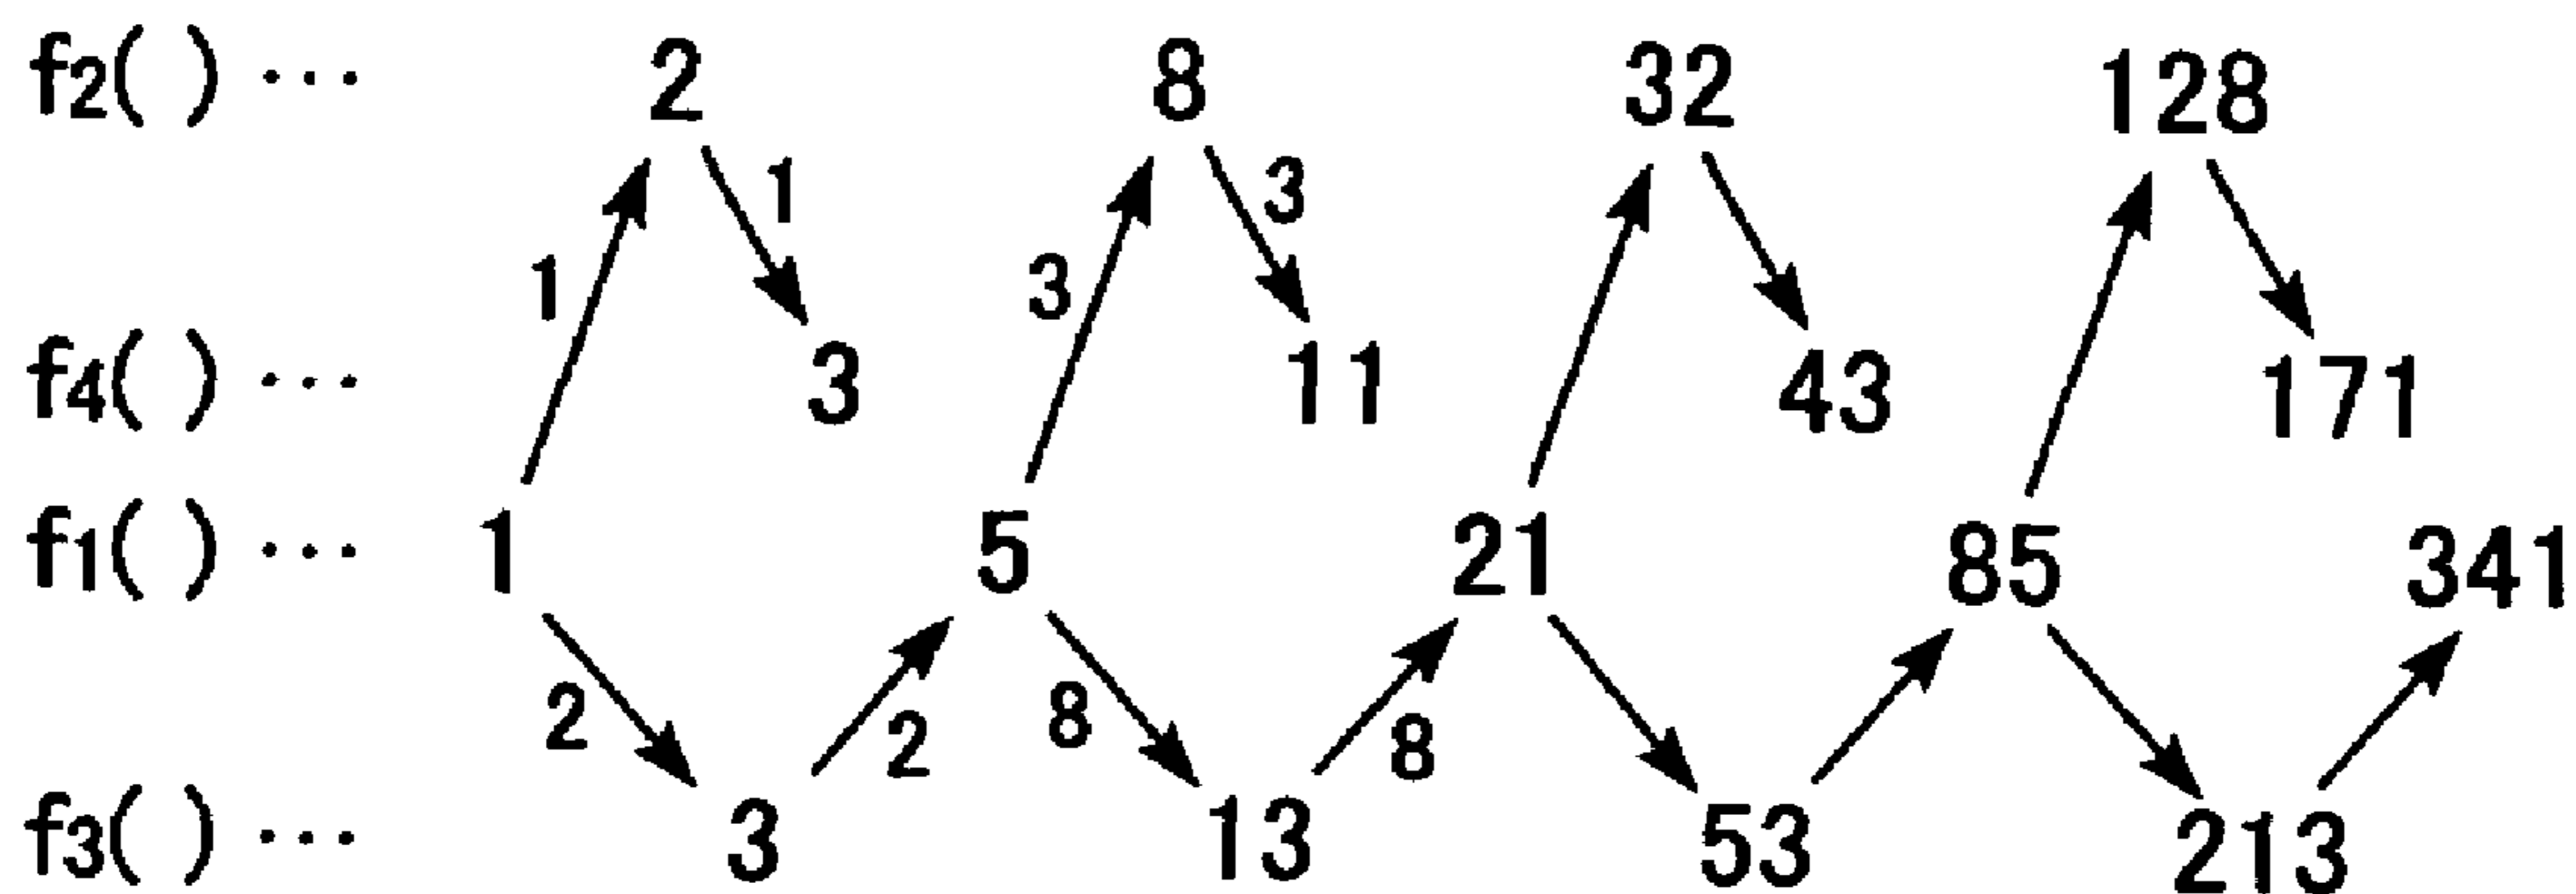 f2( ) ··· 2 8 32 128
1 3
1 3
f4( ) ··· 3 11 43 171
f1( ) ··· 1 5 21 85 341
2 2 8 8
f3( ) ··· 3 13 53 213